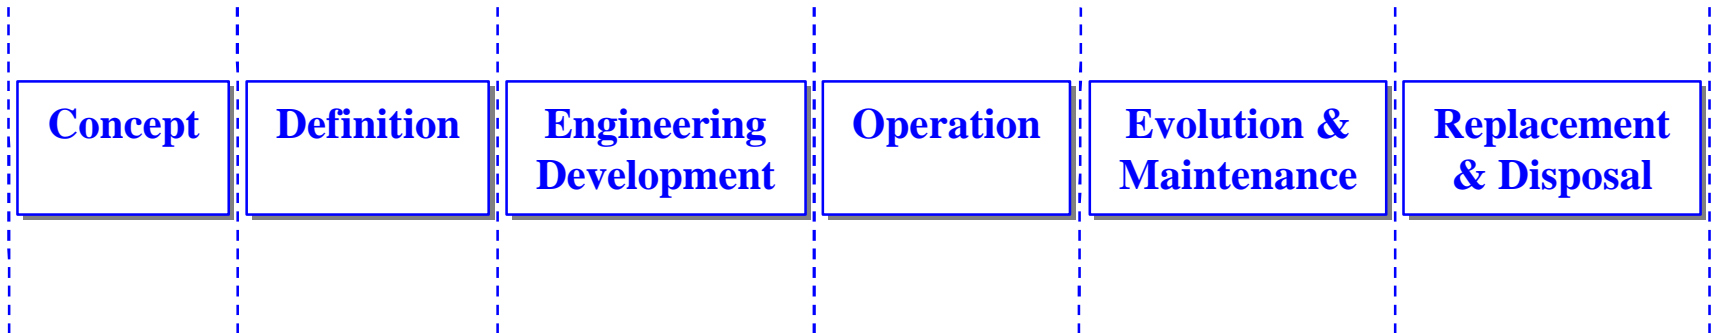 Concept
Definition
Engineering
Development
Operation
Evolution &
Maintenance
Replacement
& Disposal